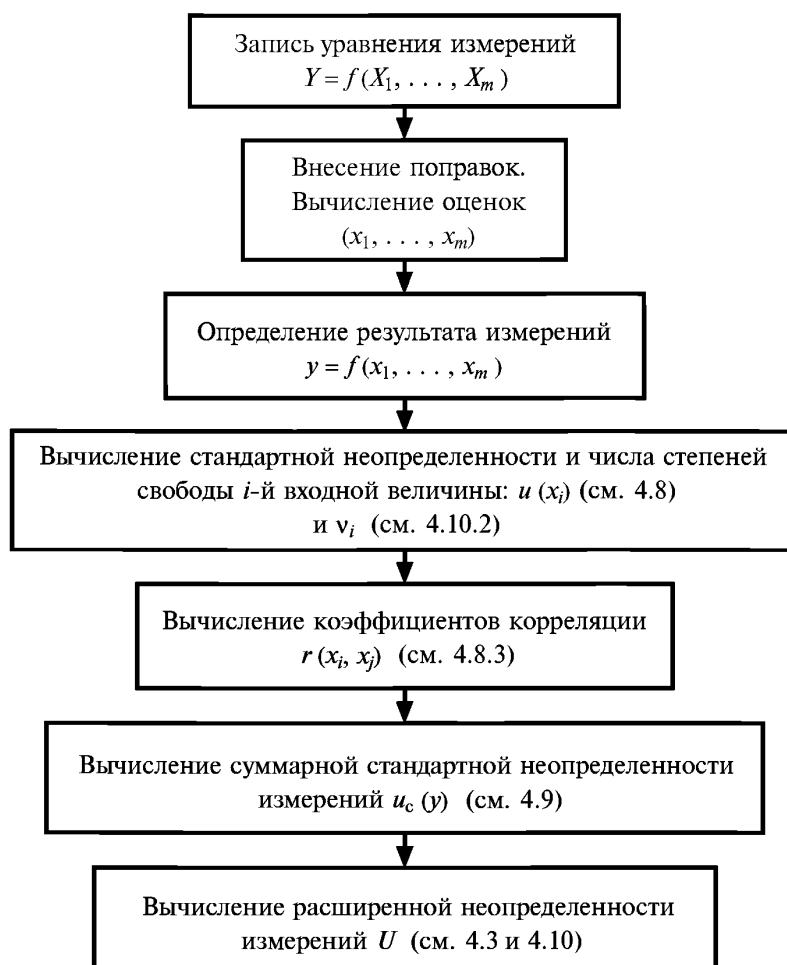 Запись уравнения измерений
Y = f (X₁, . . . , Xₘ )
Внесение поправок.
Вычисление оценок
(x₁, . . . , xₘ)
Определение результата измерений
y = f (x₁, . . . , xₘ )
Вычисление стандартной неопределенности и числа степеней
свободы i-й входной величины: u (xᵢ) (см. 4.8)
и νᵢ (см. 4.10.2)
Вычисление коэффициентов корреляции
r (xᵢ, xⱼ) (см. 4.8.3)
Вычисление суммарной стандартной неопределенности
измерений u_c (y) (см. 4.9)
Вычисление расширенной неопределенности
измерений U (см. 4.3 и 4.10)